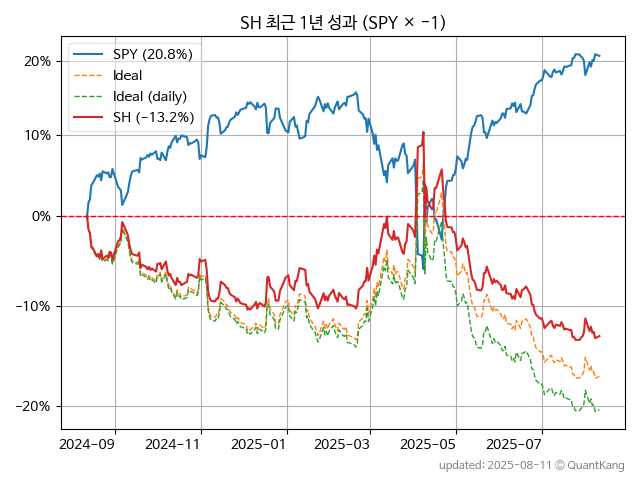 SH 최근 1년 성과 (SPY × −1)
SPY (20.8%)
Ideal
Ideal (daily)
SH (−13.2%)
20%
10%
0%
−10%
−20%
2024−09
2024−11
2025−01
2025−03
2025−05
2025−07
updated: 2025-08-11 © QuantKang